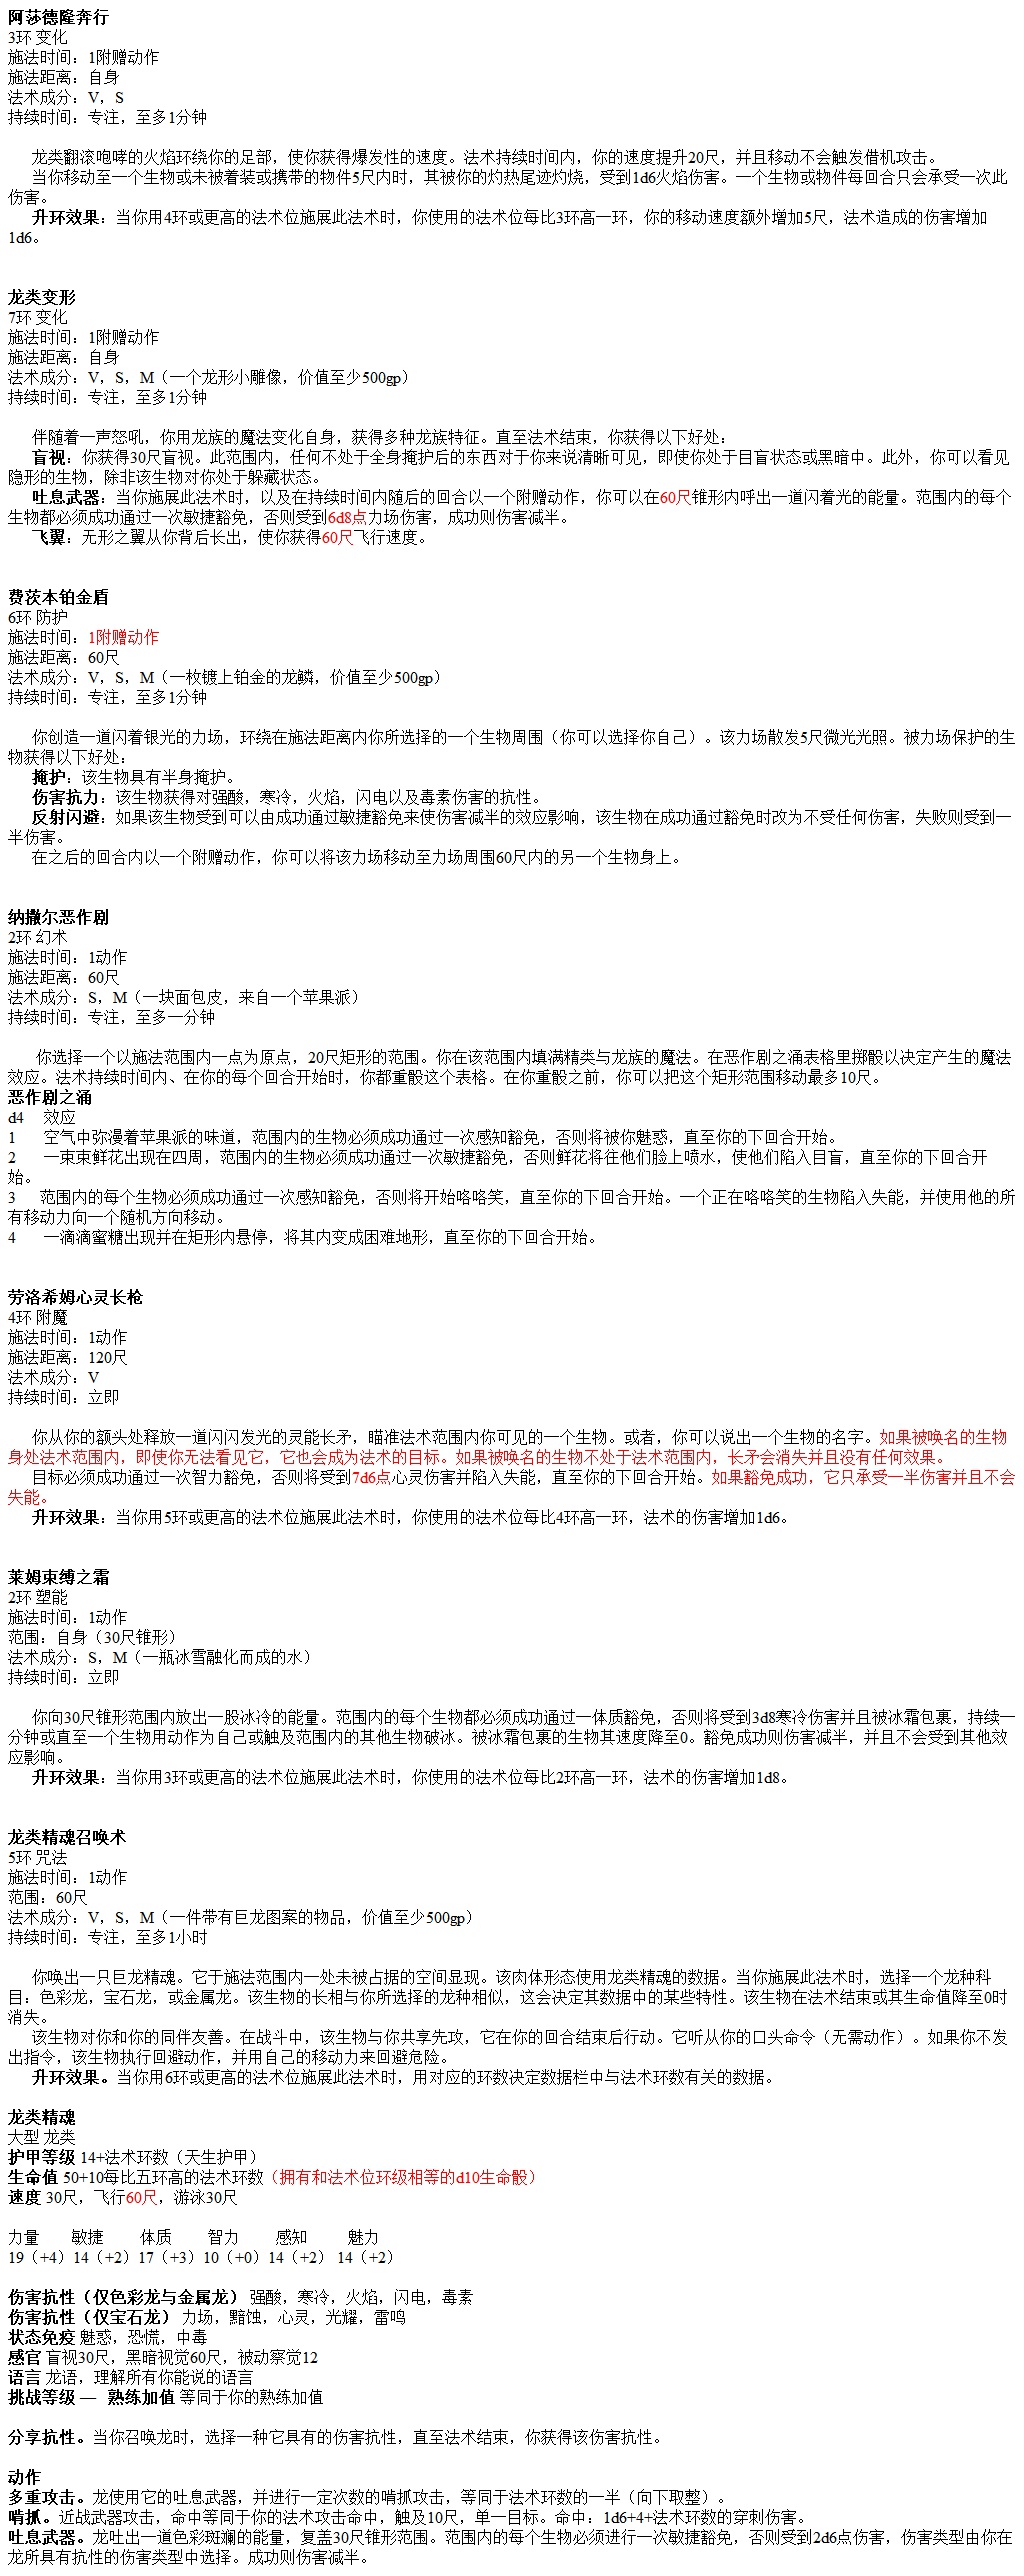 阿莎德隆奔行
3环 变化
施法时间：1附赠动作
施法距离：自身
法术成分：V，S
持续时间：专注，至多1分钟
龙类翻滚咆哮的火焰环绕你的足部，使你获得爆发性的速度。法术持续时间内，你的速度提升20尺，并且移动不会触发借机攻击。
当你移动至一个生物或未被着装或携带的物件5尺内时，其被你的灼热尾迹灼烧，受到1d6火焰伤害。一个生物或物件每回合只会承受一次此
伤害。
升环效果：当你用4环或更高的法术位施展此法术时，你使用的法术位每比3环高一环，你的移动速度额外增加5尺，法术造成的伤害增加
1d6。
龙类变形
7环 变化
施法时间：1附赠动作
施法距离：自身
法术成分：V，S，M（一个龙形小雕像，价值至少500gp）
持续时间：专注，至多1分钟
伴随着一声怒吼，你用龙族的魔法变化自身，获得多种龙族特征。直至法术结束，你获得以下好处：
盲视：你获得30尺盲视。此范围内，任何不处于全身掩护后的东西对于你来说清晰可见，即使你处于目盲状态或黑暗中。此外，你可以看见
隐形的生物，除非该生物对你处于躲藏状态。
吐息武器：当你施展此法术时，以及在持续时间内随后的回合以一个附赠动作，你可以在60尺锥形内呼出一道闪着光的能量。范围内的每个
生物都必须成功通过一次敏捷豁免，否则受到6d8点力场伤害，成功则伤害减半。
飞翼：无形之翼从你背后长出，使你获得60尺飞行速度。
费茨本铂金盾
6环 防护
施法时间：1附赠动作
施法距离：60尺
法术成分：V，S，M（一枚镀上铂金的龙鳞，价值至少500gp）
持续时间：专注，至多1分钟
你创造一道闪着银光的力场，环绕在施法距离内你所选择的一个生物周围（你可以选择你自己）。该力场散发5尺微光光照。被力场保护的生
物获得以下好处：
掩护：该生物具有半身掩护。
伤害抗力：该生物获得对强酸，寒冷，火焰，闪电以及毒素伤害的抗性。
反射闪避：如果该生物受到可以由成功通过敏捷豁免来使伤害减半的效应影响，该生物在成功通过豁免时改为不受任何伤害，失败则受到一
半伤害。
在之后的回合内以一个附赠动作，你可以将该力场移动至力场周围60尺内的另一个生物身上。
纳撒尔恶作剧
2环 幻术
施法时间：1动作
施法距离：60尺
法术成分：S，M（一块面包皮，来自一个苹果派）
持续时间：专注，至多一分钟
你选择一个以施法范围内一点为原点，20尺矩形的范围。你在该范围内填满精类与龙族的魔法。在恶作剧之涌表格里掷骰以决定产生的魔法
效应。法术持续时间内、在你的每个回合开始时，你都重骰这个表格。在你重骰之前，你可以把这个矩形范围移动最多10尺。
恶作剧之涌
d4 效应
1 空气中弥漫着苹果派的味道，范围内的生物必须成功通过一次感知豁免，否则将被你魅惑，直至你的下回合开始。
2 一束束鲜花出现在四周，范围内的生物必须成功通过一次敏捷豁免，否则鲜花将往他们脸上喷水，使他们陷入目盲，直至你的下回合开
始。
3 范围内的每个生物必须成功通过一次感知豁免，否则将开始咯咯笑，直至你的下回合开始。一个正在咯咯笑的生物陷入失能，并使用他的所
有移动力向一个随机方向移动。
4 一滴滴蜜糖出现并在矩形内悬停，将其内变成困难地形，直至你的下回合开始。
劳洛希姆心灵长枪
4环 附魔
施法时间：1动作
施法距离：120尺
法术成分：V
持续时间：立即
你从你的额头处释放一道闪闪发光的灵能长矛，瞄准法术范围内你可见的一个生物。或者，你可以说出一个生物的名字。如果被唤名的生物
身处法术范围内，即使你无法看见它，它也会成为法术的目标。如果被唤名的生物不处于法术范围内，长矛会消失并且没有任何效果。
目标必须成功通过一次智力豁免，否则将受到7d6点心灵伤害并陷入失能，直至你的下回合开始。如果豁免成功，它只承受一半伤害并且不会
失能。
升环效果：当你用5环或更高的法术位施展此法术时，你使用的法术位每比4环高一环，法术的伤害增加1d6。
莱姆束缚之霜
2环 塑能
施法时间：1动作
范围：自身（30尺锥形）
法术成分：S，M（一瓶冰雪融化而成的水）
持续时间：立即
你向30尺锥形范围内放出一股冰冷的能量。范围内的每个生物都必须成功通过一体质豁免，否则将受到3d8寒冷伤害并且被冰霜包裹，持续一
分钟或直至一个生物用动作为自己或触及范围内的其他生物破冰。被冰霜包裹的生物其速度降至0。豁免成功则伤害减半，并且不会受到其他效
应影响。
升环效果：当你用3环或更高的法术位施展此法术时，你使用的法术位每比2环高一环，法术的伤害增加1d8。
龙类精魂召唤术
5环 咒法
施法时间：1动作
范围：60尺
法术成分：V，S，M（一件带有巨龙图案的物品，价值至少500gp）
持续时间：专注，至多1小时
你唤出一只巨龙精魂。它于施法范围内一处未被占据的空间显现。该肉体形态使用龙类精魂的数据。当你施展此法术时，选择一个龙种科
目：色彩龙，宝石龙，或金属龙。该生物的长相与你所选择的龙种相似，这会决定其数据中的某些特性。该生物在法术结束或其生命值降至0时
消失。
该生物对你和你的同伴友善。在战斗中，该生物与你共享先攻，它在你的回合结束后行动。它听从你的口头命令（无需动作）。如果你不发
出指令，该生物执行回避动作，并用自己的移动力来回避危险。
升环效果。当你用6环或更高的法术位施展此法术时，用对应的环数决定数据栏中与法术环数有关的数据。
龙类精魂
大型 龙类
护甲等级 14+法术环数（天生护甲）
生命值 50+10每比五环高的法术环数（拥有和法术位环级相等的d10生命骰）
速度 30尺，飞行60尺，游泳30尺
力量 敏捷 体质 智力 感知 魅力
19（+4）14（+2）17（+3）10（+0）14（+2） 14（+2）
伤害抗性（仅色彩龙与金属龙） 强酸，寒冷，火焰，闪电，毒素
伤害抗性（仅宝石龙） 力场，黯蚀，心灵，光耀，雷鸣
状态免疫 魅惑，恐慌，中毒
感官 盲视30尺，黑暗视觉60尺，被动察觉12
语言 龙语，理解所有你能说的语言
挑战等级 — 熟练加值 等同于你的熟练加值
分享抗性。当你召唤龙时，选择一种它具有的伤害抗性，直至法术结束，你获得该伤害抗性。
动作
多重攻击。龙使用它的吐息武器，并进行一定次数的啃抓攻击，等同于法术环数的一半（向下取整）。
啃抓。近战武器攻击，命中等同于你的法术攻击命中，触及10尺，单一目标。命中：1d6+4+法术环数的穿刺伤害。
吐息武器。龙吐出一道色彩斑斓的能量，复盖30尺锥形范围。范围内的每个生物必须进行一次敏捷豁免，否则受到2d6点伤害，伤害类型由你在
龙所具有抗性的伤害类型中选择。成功则伤害减半。